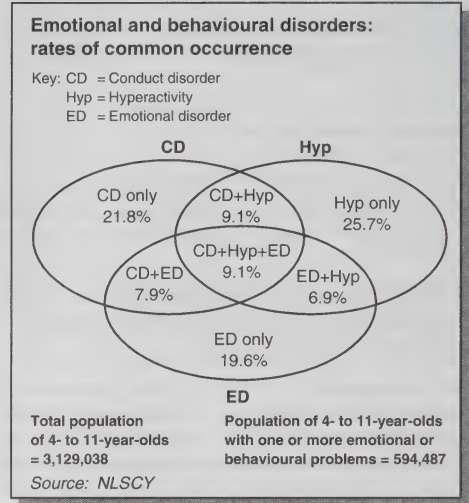 Emotional and behavioural disorders:
rates of common occurrence
Key: CD = Conduct disorder
Hyp = Hyperactivity
ED = Emotional disorder
CD
Hyp
CD only
21.8%
CD+Hyp
9.1%
Hyp only
25.7%
CD+Hyp+ED
9.1%
CD+ED
7.9%
ED+Hyp
6.9%
ED only
19.6%
ED
Total population
of 4- to 11-year-olds
= 3,129,038
Population of 4- to 11-year-olds
with one or more emotional or
behavioural problems = 594,487
Source: NLSCY